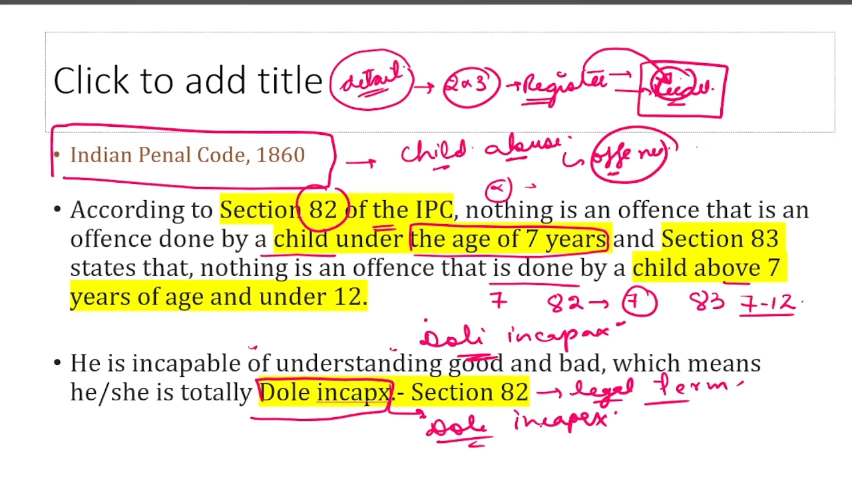 Click to add title detail → 2 or 3 → Register →
• Indian Penal Code, 1860 → child abuse
• According to Section 82 of the IPC, nothing is an offence that is an
offence done by a child under the age of 7 years and Section 83
states that, nothing is an offence that is done by a child above 7
years of age and under 12. 7 82 → 7 83 7-12
Doli incapax
• He is incapable of understanding good and bad, which means
he/she is totally Dole incapx.- Section 82 → legal term
Dole incapex